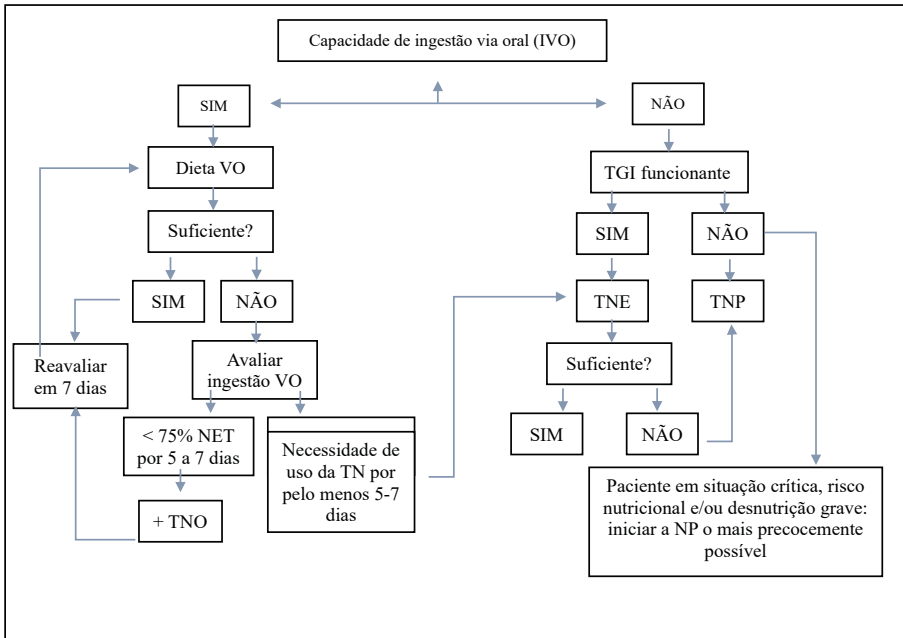 Capacidade de ingestão via oral (IVO)
SIM
NÃO
Dieta VO
TGI funcionante
Suficiente?
SIM
NÃO
SIM
NÃO
TNE
TNP
Reavaliar
em 7 dias
Avaliar
ingestão VO
Suficiente?
SIM
NÃO
< 75% NET
por 5 a 7 dias
Necessidade de
uso da TN por
pelo menos 5-7
dias
+ TNO
Paciente em situação crítica, risco
nutricional e/ou desnutrição grave:
iniciar a NP o mais precocemente
possível